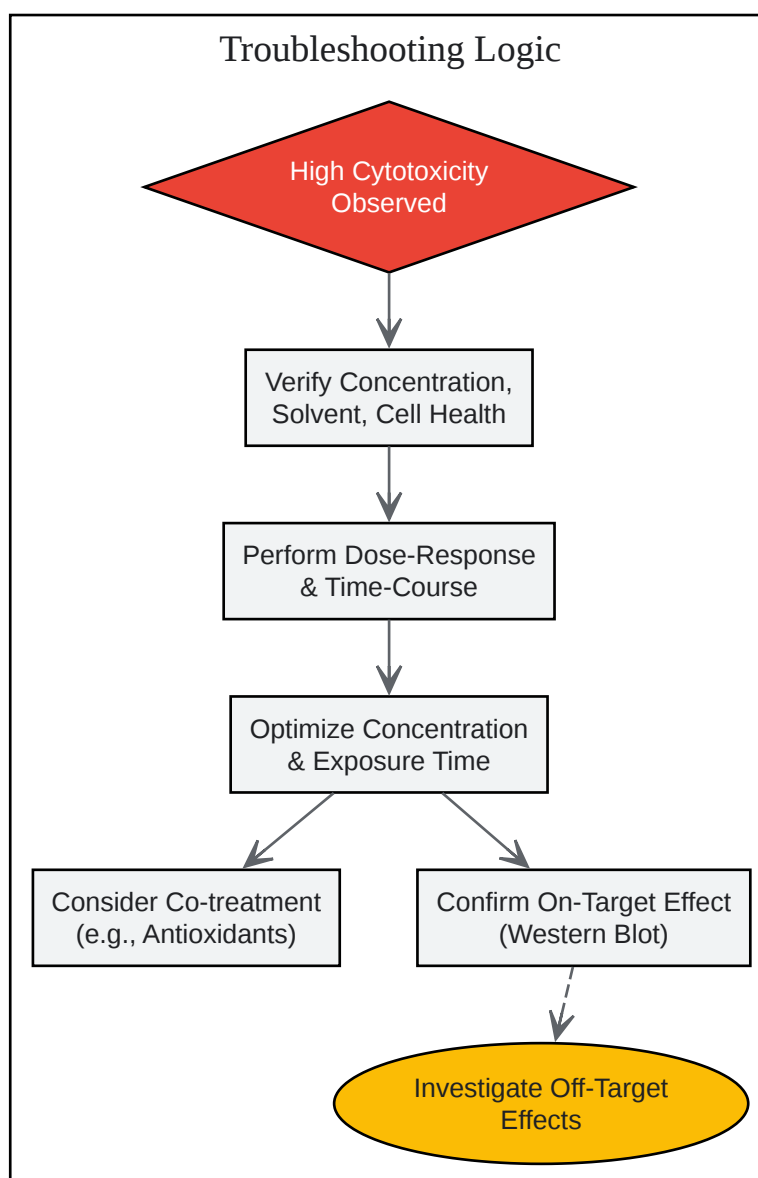 Troubleshooting Logic
High Cytotoxicity
Observed
Verify Concentration,
Solvent, Cell Health
Perform Dose-Response
& Time-Course
Optimize Concentration
& Exposure Time
Consider Co-treatment
(e.g., Antioxidants)
Confirm On-Target Effect
(Western Blot)
Investigate Off-Target
Effects